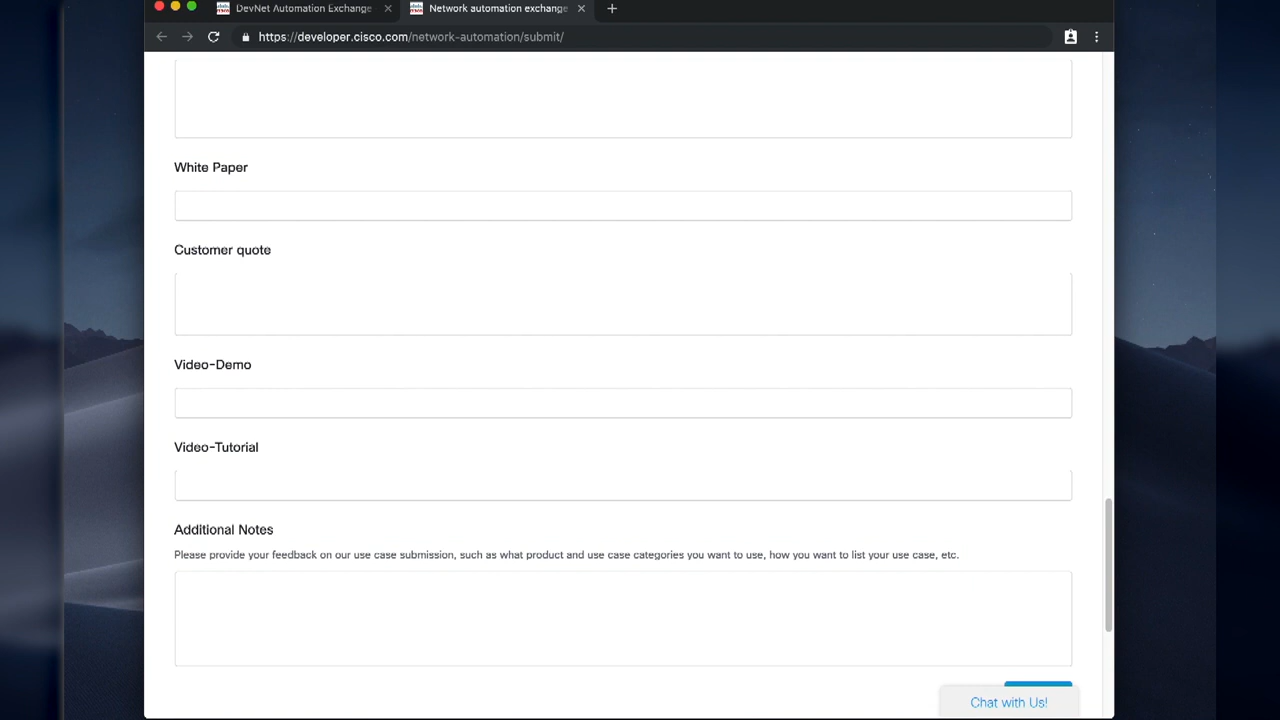 DevNet Automation Exchange
Network automation exchange
https://developer.cisco.com/network-automation/submit/
White Paper
Customer quote
Video-Demo
Video-Tutorial
Additional Notes
Please provide your feedback on our use case submission, such as what product and use case categories you want to use, how you want to list your use case, etc.
Chat with Us!